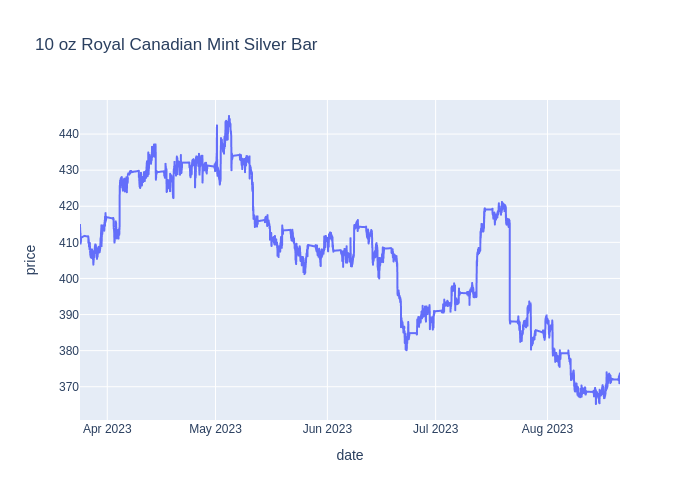 10 oz Royal Canadian Mint Silver Bar
price
440
430
420
410
400
390
380
370
Apr 2023
May 2023
Jun 2023
Jul 2023
Aug 2023
date